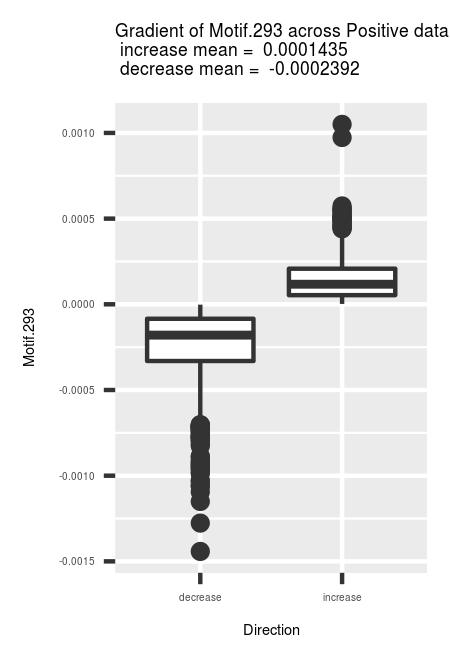 Gradient of Motif.293 across Positive data
increase mean =  0.0001435
decrease mean =  -0.0002392
0.0010
0.0005
0.0000
-0.0005
-0.0010
-0.0015
Motif.293
decrease
increase
Direction